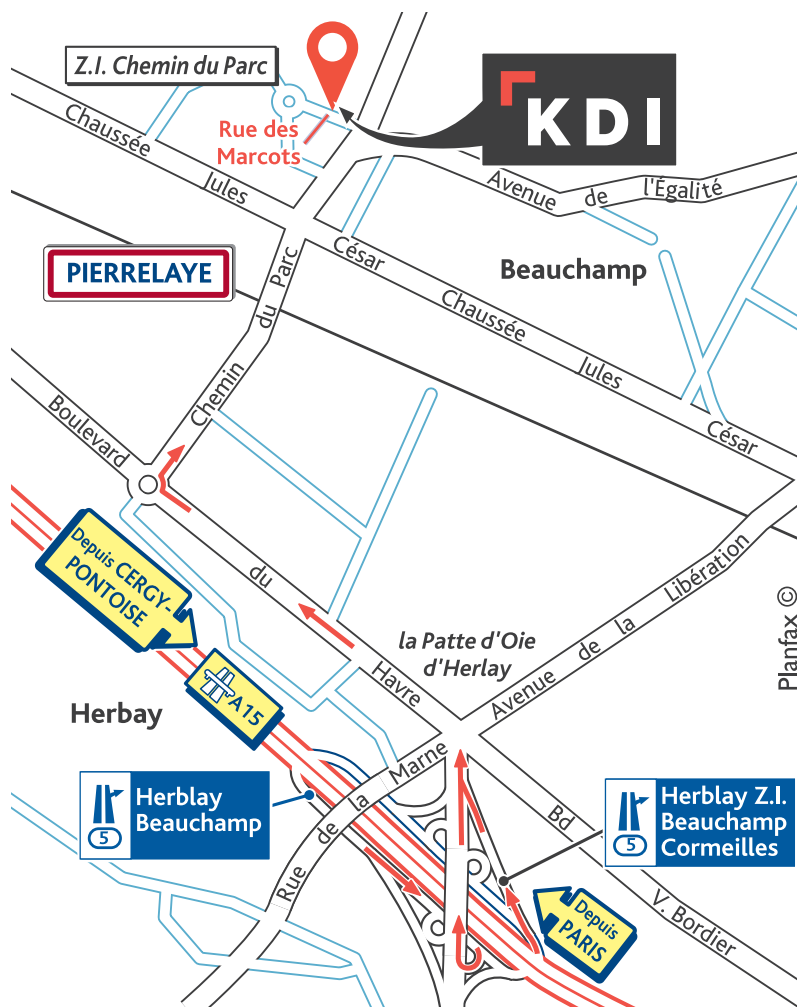 Z.I. Chemin du Parc
KDI
Rue des
Marcots
Chaussée Jules César
Avenue de l'Égalité
PIERRELAYE
Beauchamp
Chaussée Jules César
Chemin du Parc
Boulevard du Havre
Depuis CERGY-
PONTOISE
A15
la Patte d'Oie
d'Herlay
Avenue de la Libération
Planfax ©
Herbay
Rue de la Marne
5
Herblay
Beauchamp
5
Herblay Z.I.
Beauchamp
Cormeilles
Bd V. Bordier
Depuis
PARIS